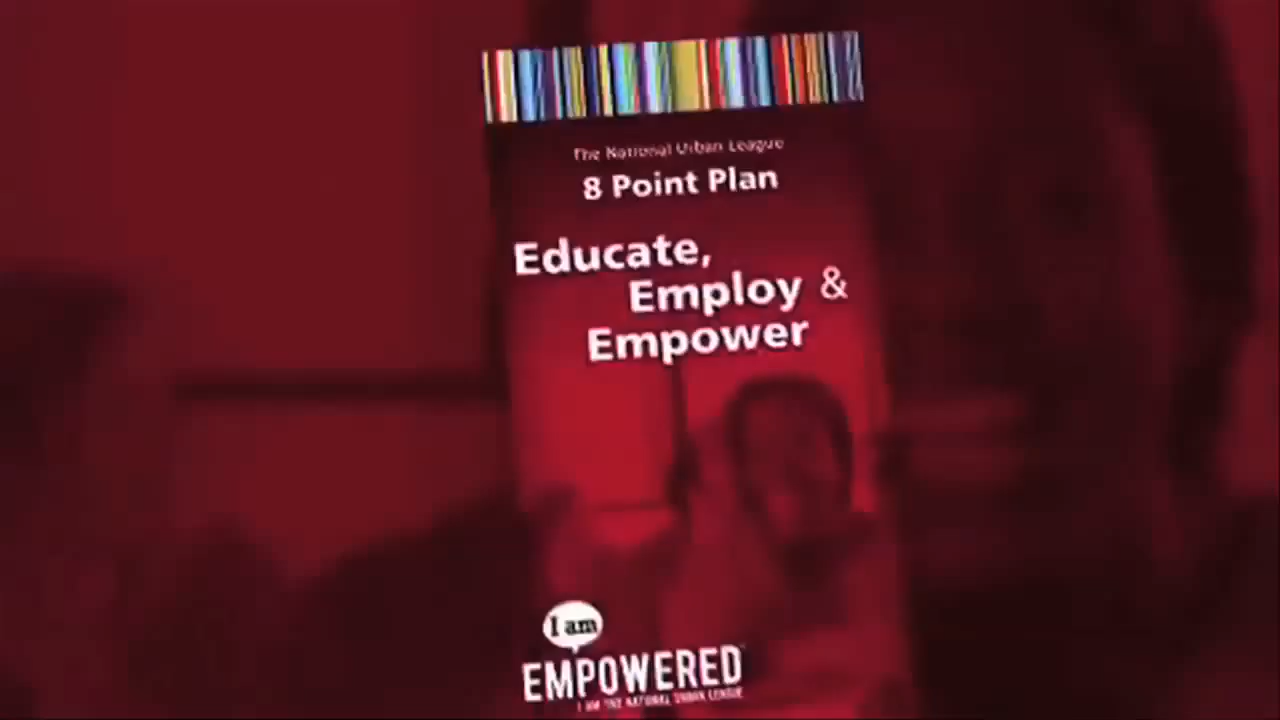 The National Urban League
8 Point Plan
Educate,
Employ &
Empower
I am
EMPOWERED
I AM THE NATIONAL URBAN LEAGUE